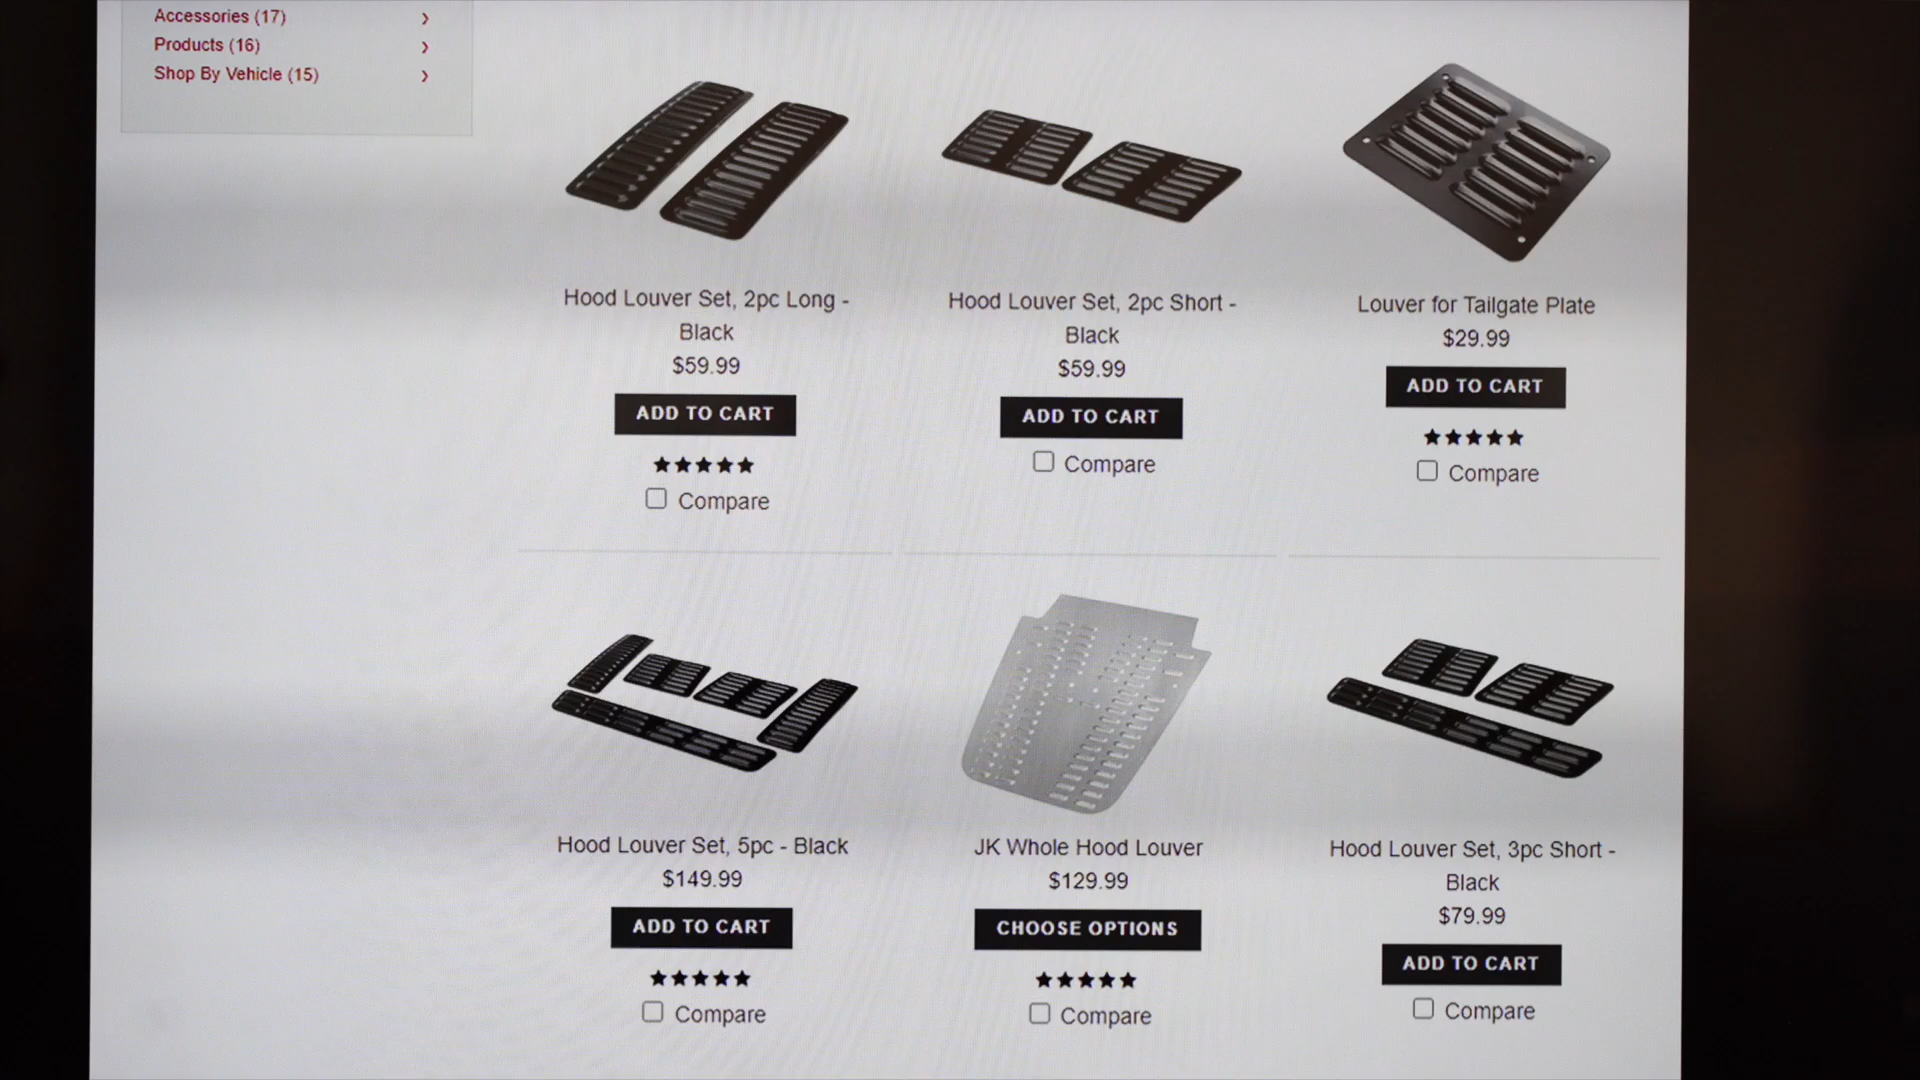 Accessories (17)
Products (16)
Shop By Vehicle (15)
Hood Louver Set, 2pc Long -
Black
$59.99
ADD TO CART
Compare
Hood Louver Set, 2pc Short -
Black
$59.99
ADD TO CART
Compare
Louver for Tailgate Plate
$29.99
ADD TO CART
Compare
Hood Louver Set, 5pc - Black
$149.99
ADD TO CART
Compare
JK Whole Hood Louver
$129.99
CHOOSE OPTIONS
Compare
Hood Louver Set, 3pc Short -
Black
$79.99
ADD TO CART
Compare